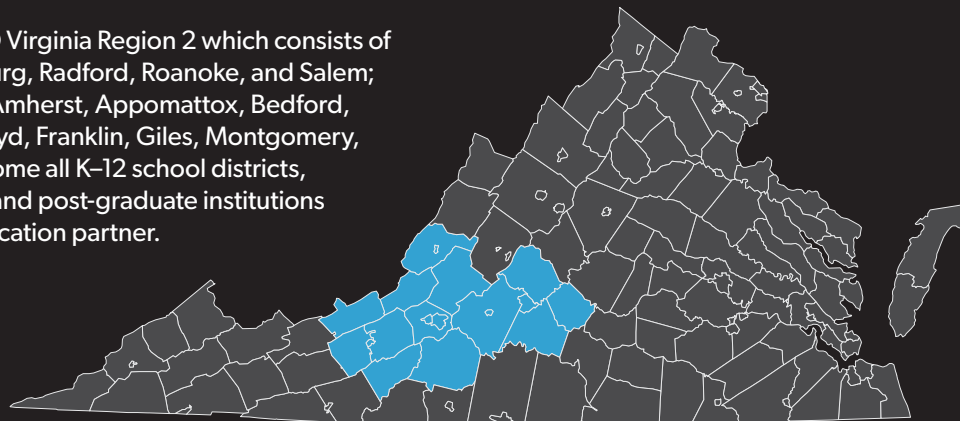 Virginia Region 2 which consists of
urg, Radford, Roanoke, and Salem;
Amherst, Appomattox, Bedford,
yd, Franklin, Giles, Montgomery,
ome all K–12 school districts,
and post-graduate institutions
cation partner.